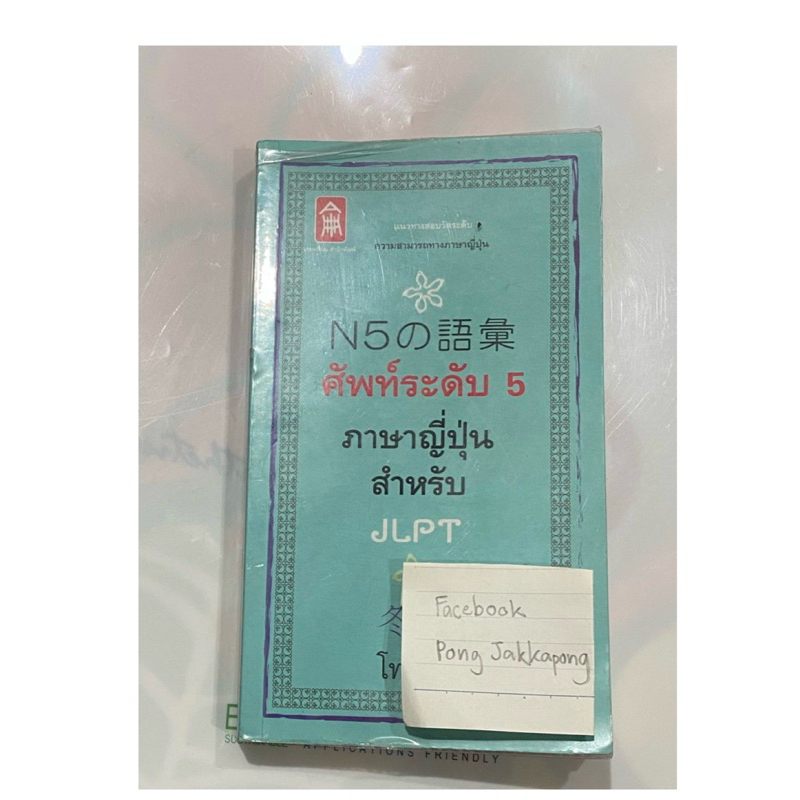 แนวทางสอบวัดระดับ
ความสามารถทางภาษาญี่ปุ่น
N5の語彙
ศัพท์ระดับ 5
ภาษาญี่ปุ่น
สำหรับ
JLPT
Facebook
Pong Jakkapong
APPLICATIONS FRIENDLY